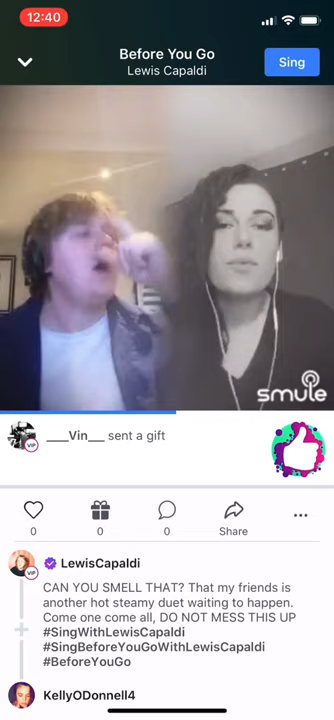 12:40
Before You Go
Lewis Capaldi
Sing
smule
___Vin___ sent a gift
VIP
0
0
0
Share
VIP
LewisCapaldi
CAN YOU SMELL THAT? That my friends is
another hot steamy duet waiting to happen.
Come one come all, DO NOT MESS THIS UP
#SingWithLewisCapaldi
#SingBeforeYouGoWithLewisCapaldi
#BeforeYouGo
KellyODonnell4